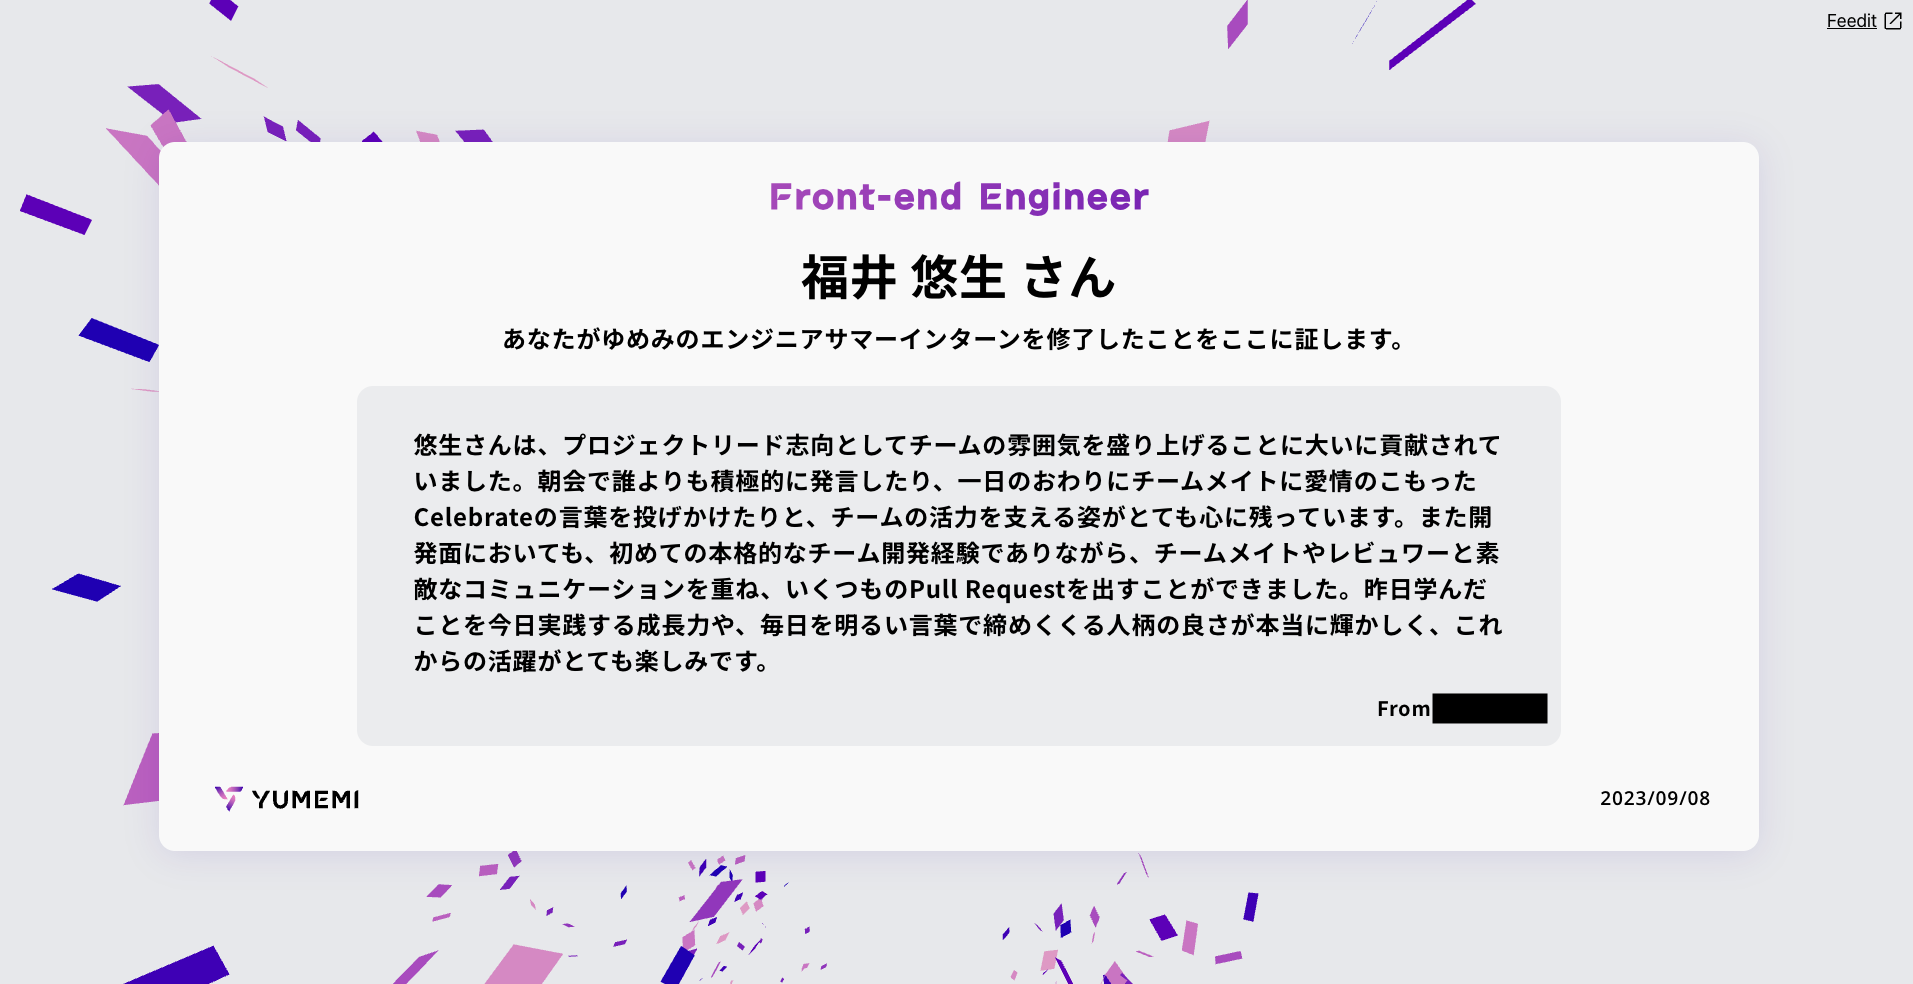 Feedit
Front-end Engineer
福井 悠生 さん
あなたがゆめみのエンジニアサマーインターンを修了したことをここに証します。
悠生さんは、プロジェクトリード志向としてチームの雰囲気を盛り上げることに大いに貢献されて
いました。朝会で誰よりも積極的に発言したり、一日のおわりにチームメイトに愛情のこもった
Celebrateの言葉を投げかけたりと、チームの活力を支える姿がとても心に残っています。また開
発面においても、初めての本格的なチーム開発経験でありながら、チームメイトやレビュワーと素
敵なコミュニケーションを重ね、いくつものPull Requestを出すことができました。昨日学んだ
ことを今日実践する成長力や、毎日を明るい言葉で締めくくる人柄の良さが本当に輝かしく、これ
からの活躍がとても楽しみです。
From
YUMEMI
2023/09/08